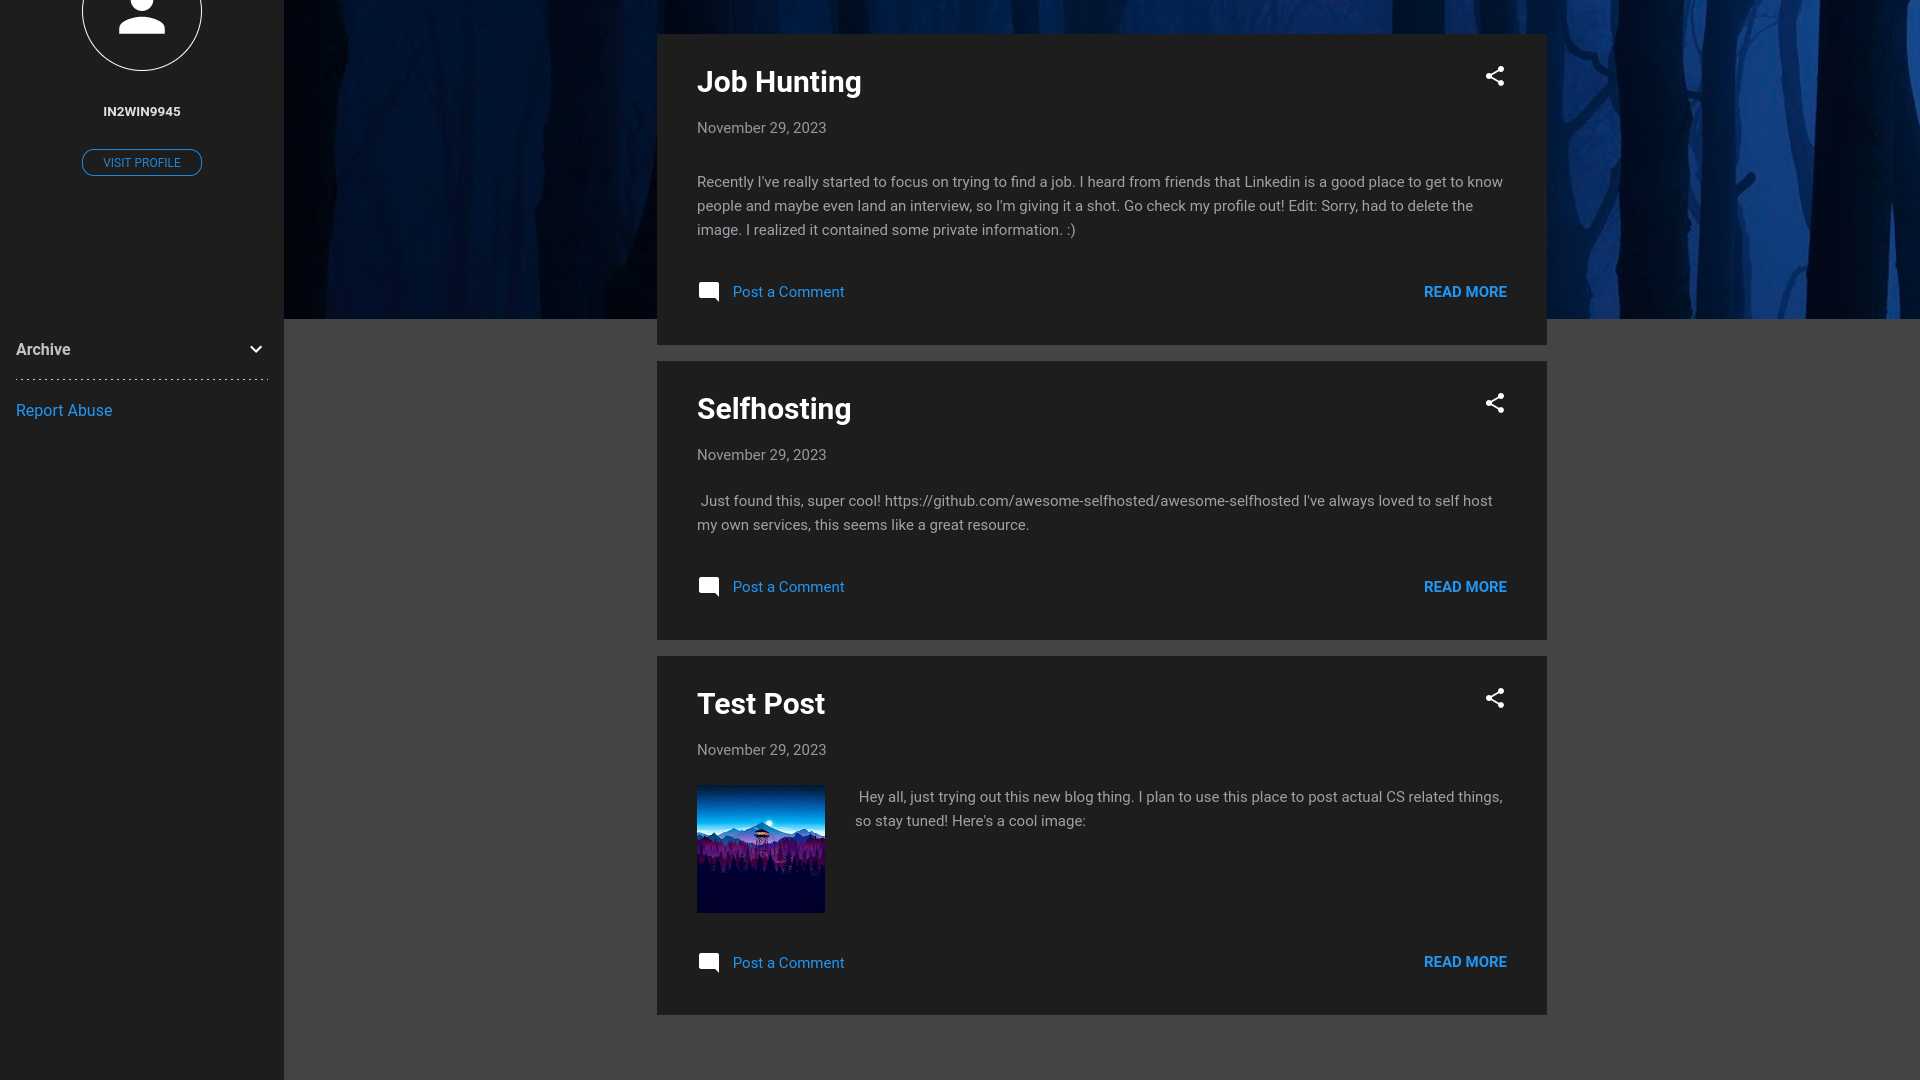 IN2WIN9945
VISIT PROFILE
Archive
Report Abuse
Job Hunting
November 29, 2023
Recently I've really started to focus on trying to find a job. I heard from friends that Linkedin is a good place to get to know
people and maybe even land an interview, so I'm giving it a shot. Go check my profile out! Edit: Sorry, had to delete the
image. I realized it contained some private information. :)
Post a Comment
READ MORE
Selfhosting
November 29, 2023
Just found this, super cool! https://github.com/awesome-selfhosted/awesome-selfhosted I've always loved to self host
my own services, this seems like a great resource.
Post a Comment
READ MORE
Test Post
November 29, 2023
Hey all, just trying out this new blog thing. I plan to use this place to post actual CS related things,
so stay tuned! Here's a cool image:
Post a Comment
READ MORE